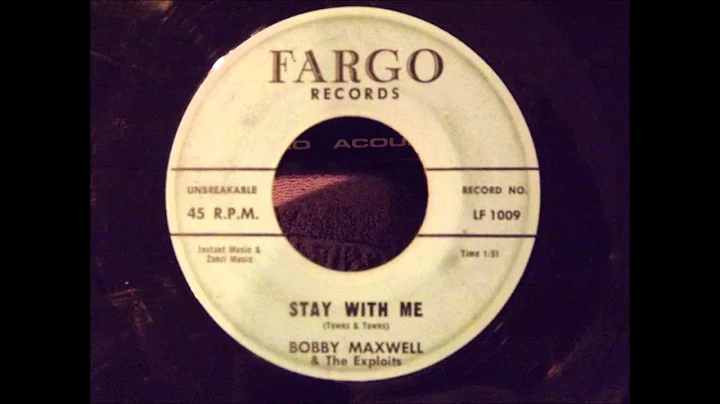 FARGO
RECORDS
ACOU
UNBREAKABLE
45 R.P.M.
RECORD NO.
LF 1009
Instant Music &
Zanzi Music
Time 1:51
STAY WITH ME
(Towns & Towns)
BOBBY MAXWELL
& The Exploits